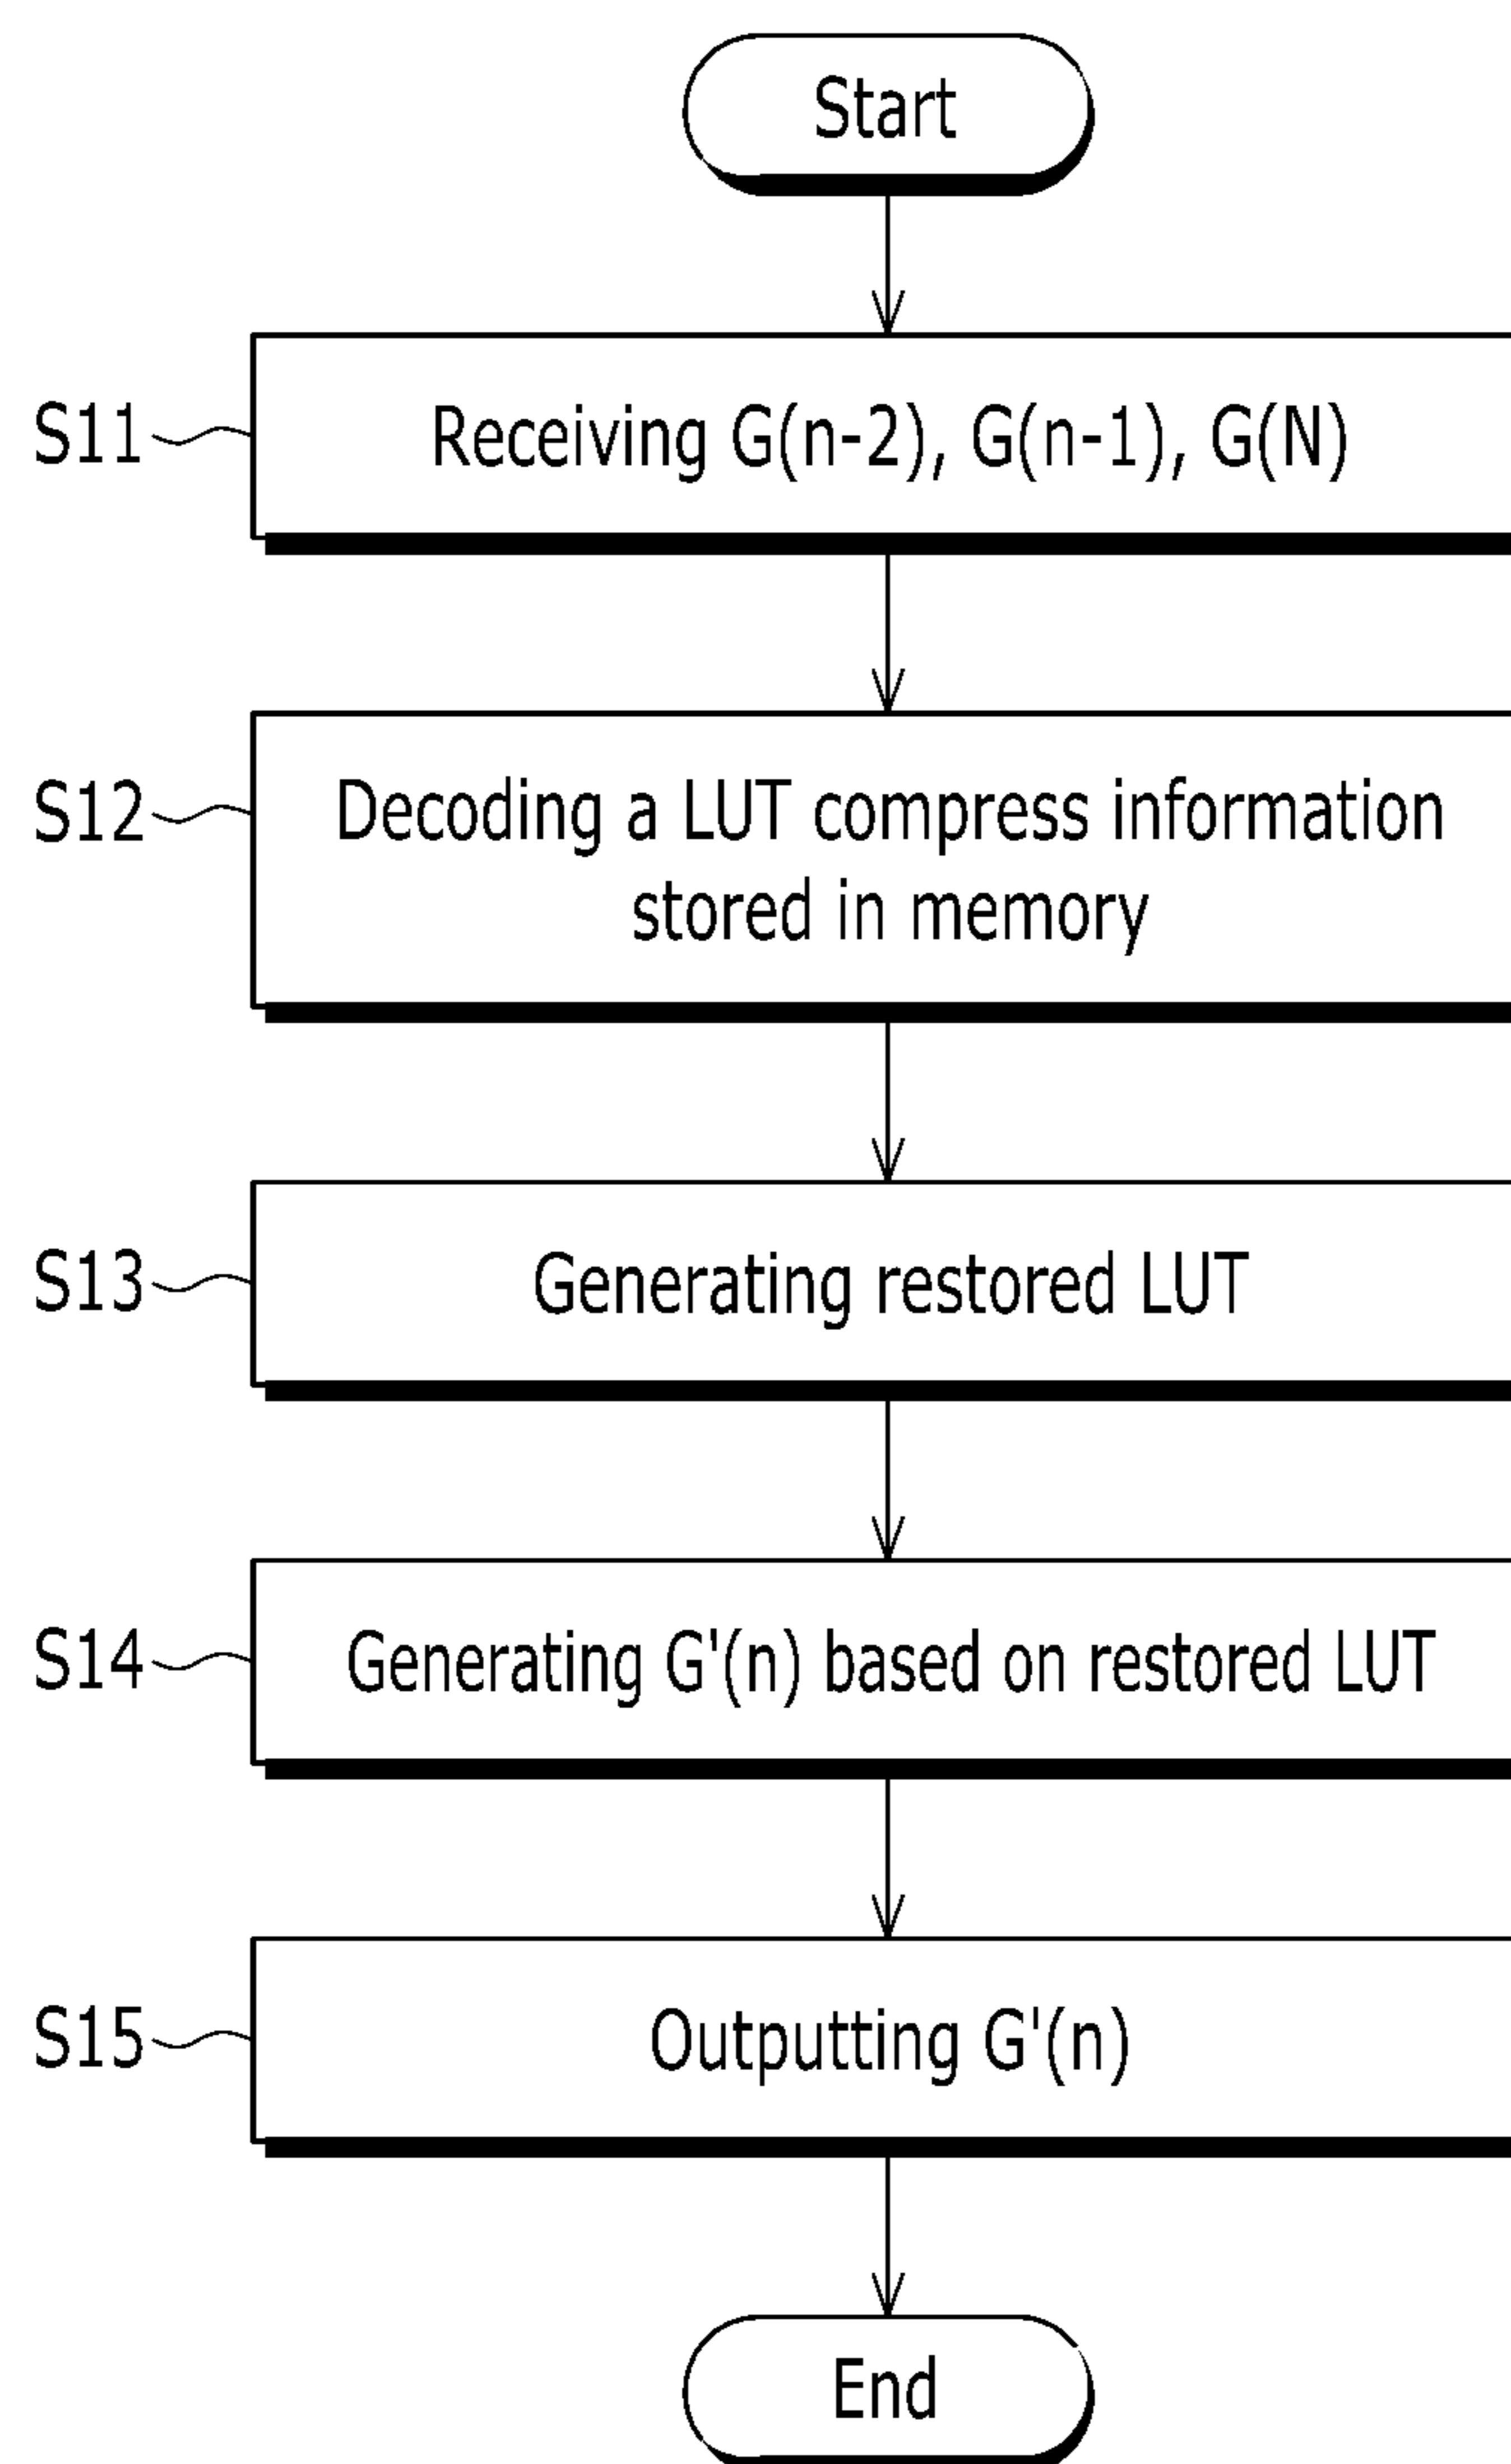 Start
S11
Receiving G(n-2), G(n-1), G(N)
S12
Decoding a LUT compress information
stored in memory
S13
Generating restored LUT
S14
Generating G'(n) based on restored LUT
S15
Outputting G'(n)
End